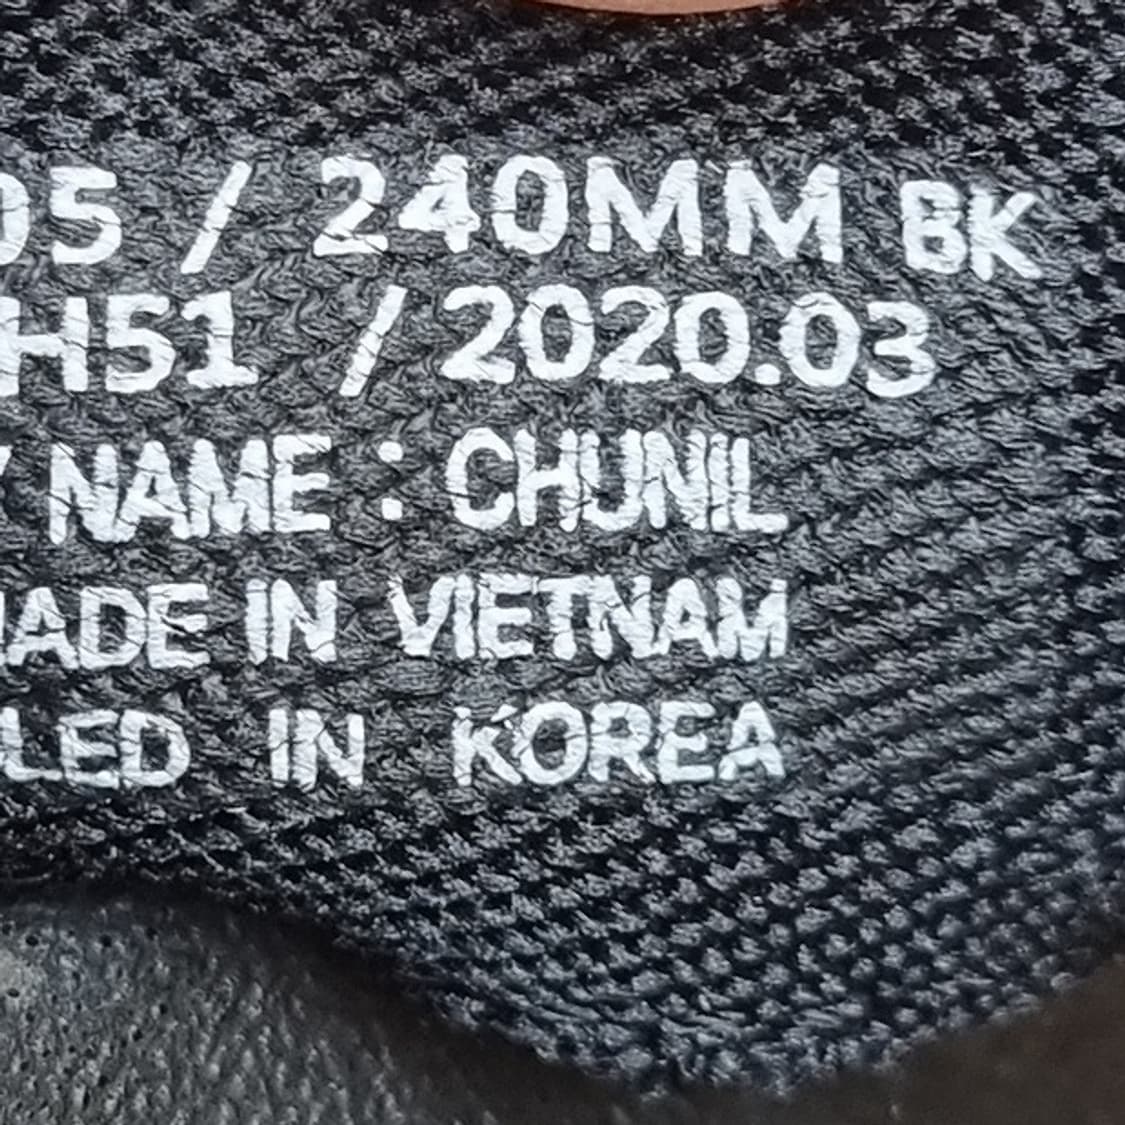 05 / 240MM BK
H51 / 2020.03
NAME : CHUNIL
MADE IN VIETNAM
LED IN KOREA